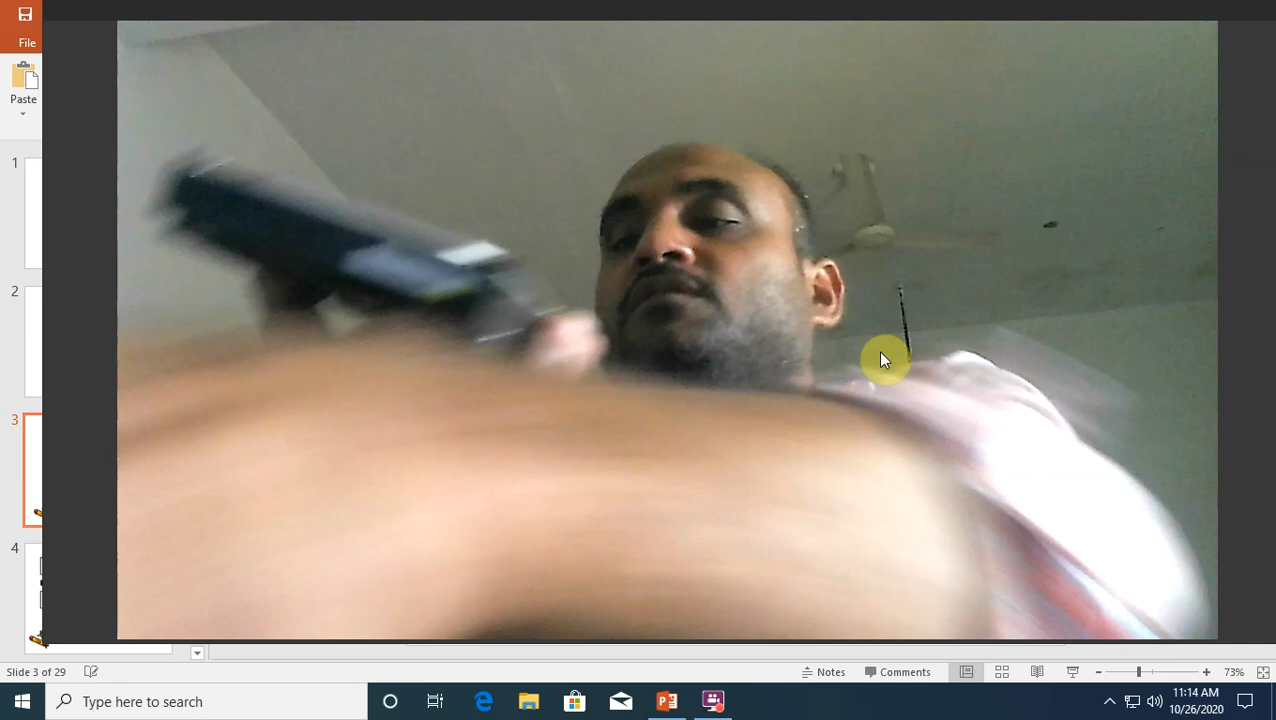 File
Paste
1
2
3
4
Slide 3 of 29
Notes
Comments
73%
Type here to search
11:14 AM
10/26/2020